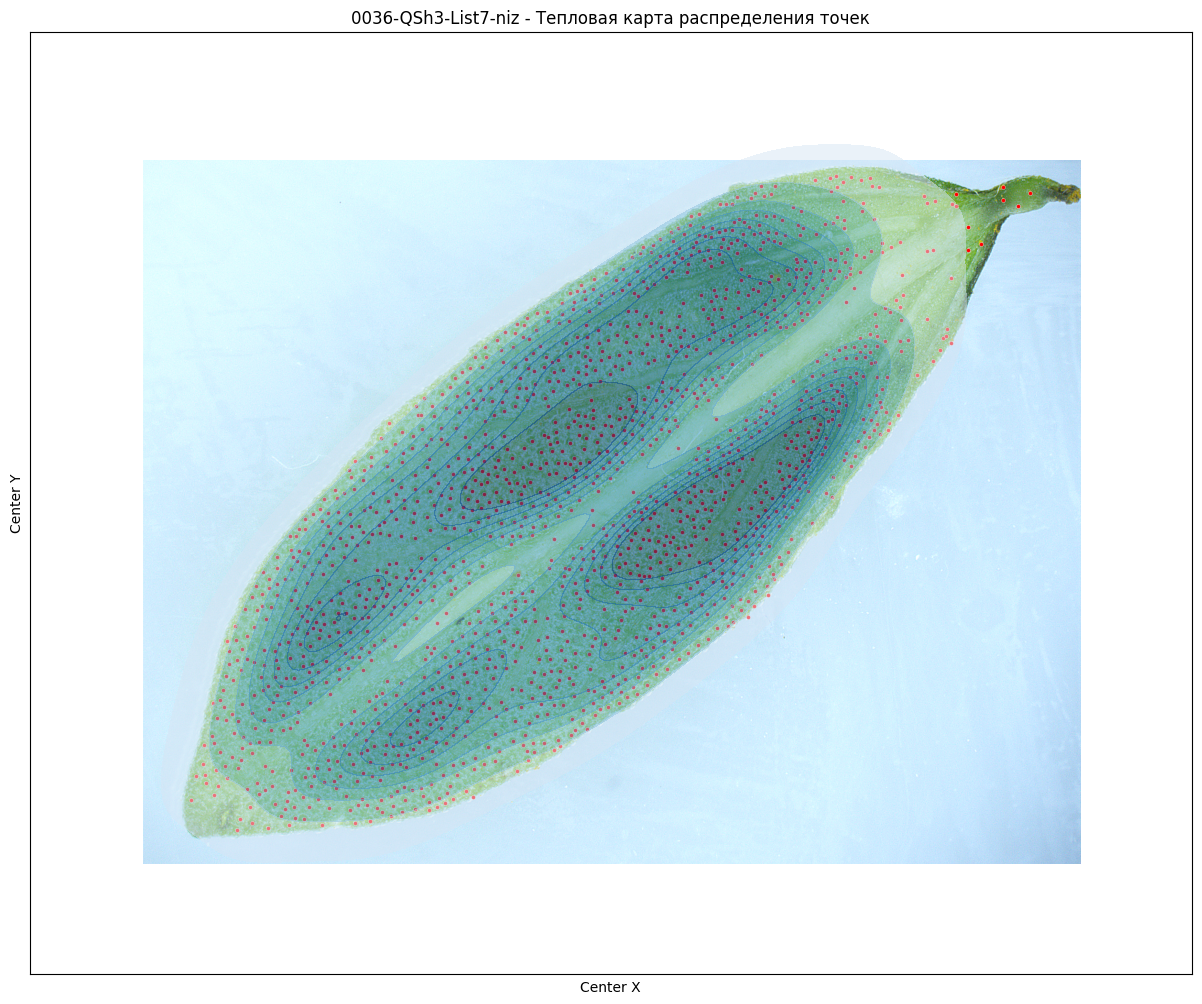 0036-QSh3-List7-niz - Тепловая карта распределения точек
Center Y
Center X